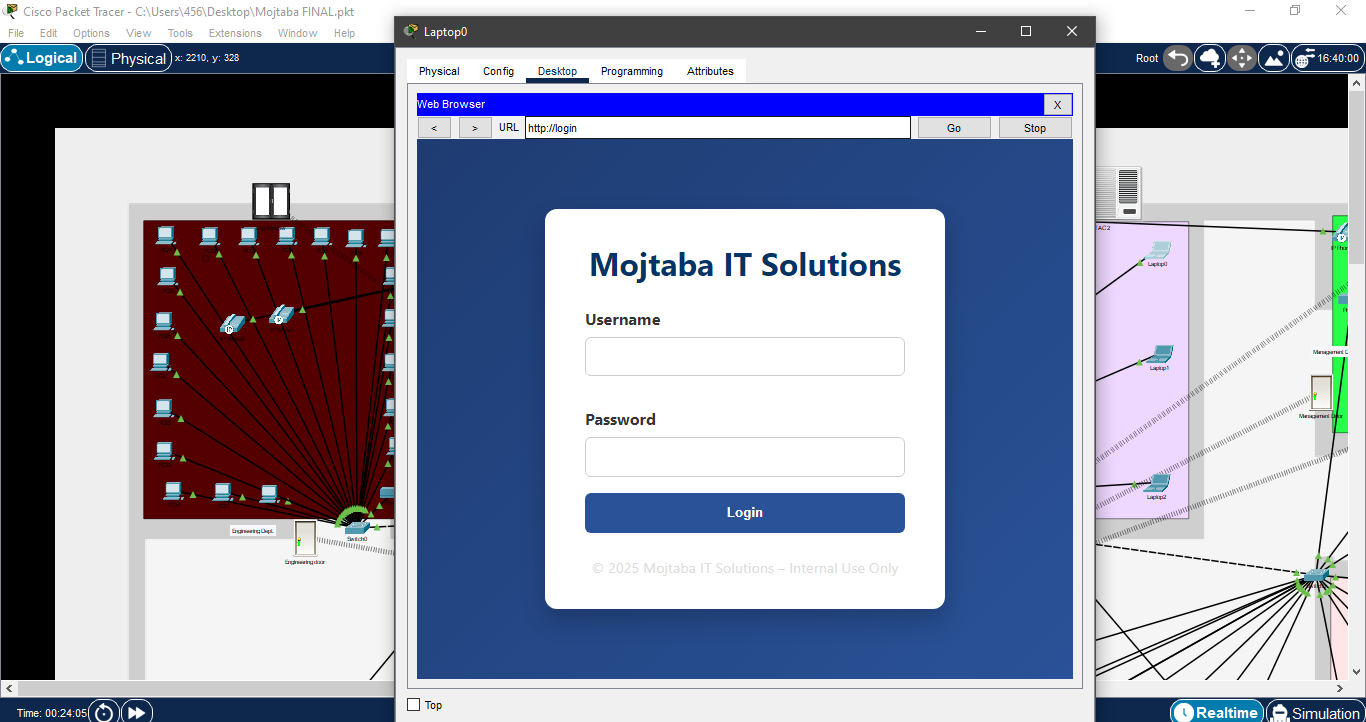 Cisco Packet Tracer - C:\Users\456\Desktop\Mojtaba FINAL.pkt
File Edit Options View Tools Extensions Window Help
Logical Physical x: 2210, y: 328
Root 16:40:00
Laptop0
Physical Config Desktop Programming Attributes
Web Browser X
< > URL http://login Go Stop
Mojtaba IT Solutions
Username
Password
Login
© 2025 Mojtaba IT Solutions – Internal Use Only
Top
Engineering Dept.
Engineering door
Switch0
AC2
Laptop0
Laptop1
Laptop2
Management Door
Time: 00:24:05
Realtime Simulation